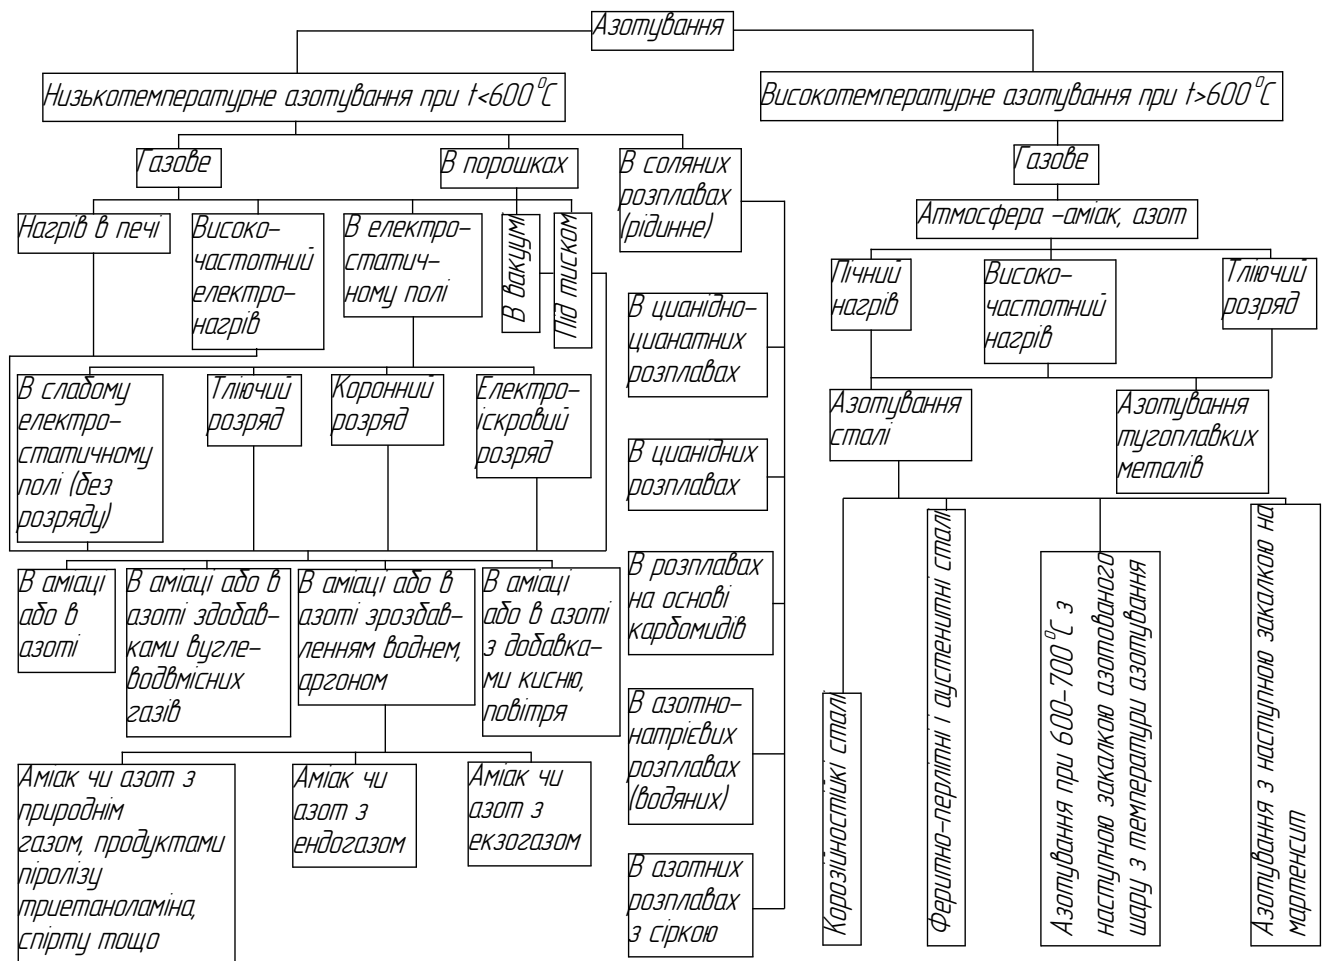 Азотування
Низькотемпературне азотування при t<600 °C
Високотемпературне азотування при t>600 °C
Газове
В порошках
В соляних
розплавах
(рідинне)
Газове
Нагрів в печі
Високо-
частотний
електро-
нагрів
В електро-
статич-
ному полі
В вакуумі
Під тиском
Атмосфера -аміак, азот
Пічний
нагрів
Високо-
частотний
нагрів
Тліючий
розряд
В цианідно-
цианатних
розплавах
В слабому
електро-
статичному
полі (без
розряду)
Тліючий
розряд
Коронний
розряд
Електро-
іскровий
розряд
Азотування
сталі
Азотування
тугоплавких
металів
В цианідних
розплавах
В аміаці
або в
азоті
В аміаці або в
азоті здобав-
ками вугле-
водвмісних
газів
В аміаці або в
азоті зрозбав-
ленням воднем,
аргоном
В аміаці
або в азоті
з добавка-
ми кисню,
повітря
В розплавах
на основі
карбомидів
В азотно-
натрієвих
розплавах
(водяних)
Аміак чи азот з
природнім
газом, продуктами
піролізу
триетаноламіна,
спірту тощо
Аміак чи
азот з
ендогазом
Аміак чи
азот з
екзогазом
В азотних
розплавах
з сіркою
Корозійностійкі сталі
Феритно-перлітні і аустенитні сталі
Азотування при 600-700 °C з
наступною закалкою азотованого
шару з температури азотування
Азотування з наступною закалкою на
мартенсит